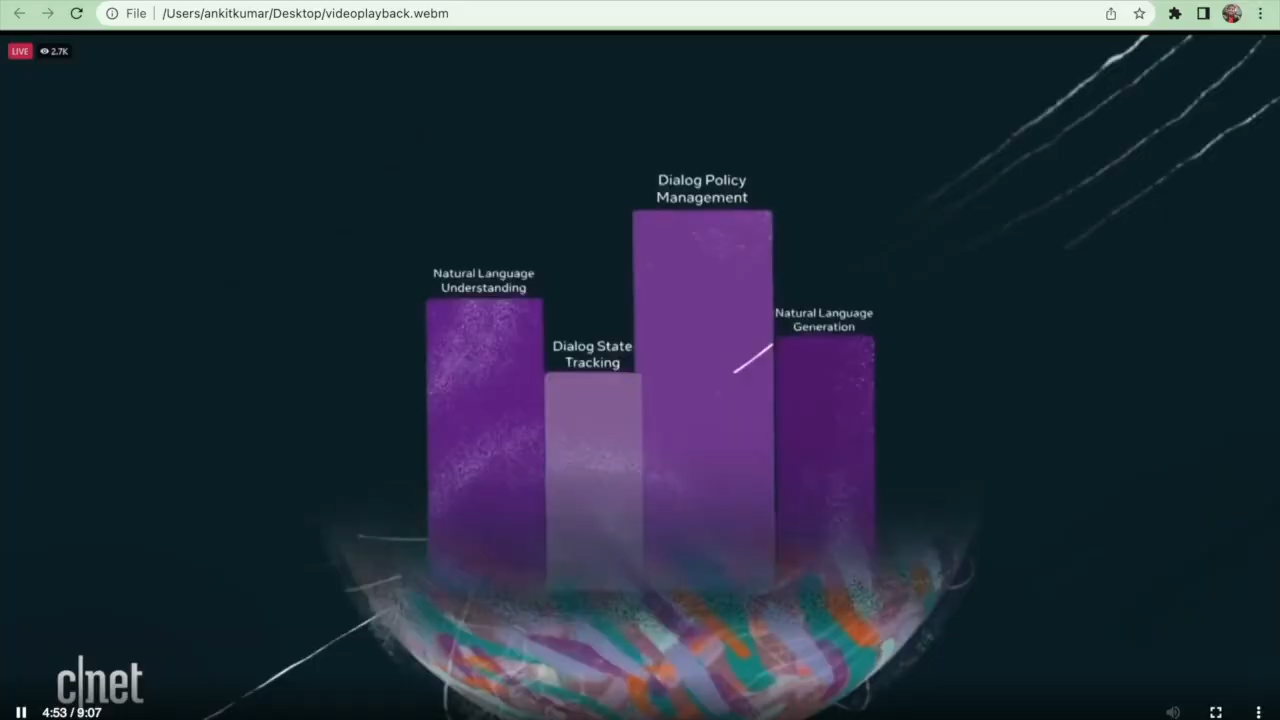 File
/Users/ankitkumar/Desktop/videoplayback.webm
LIVE
2.7K
Dialog Policy
Management
Natural Language
Understanding
Natural Language
Generation
Dialog State
Tracking
c|net
4:53 / 9:07